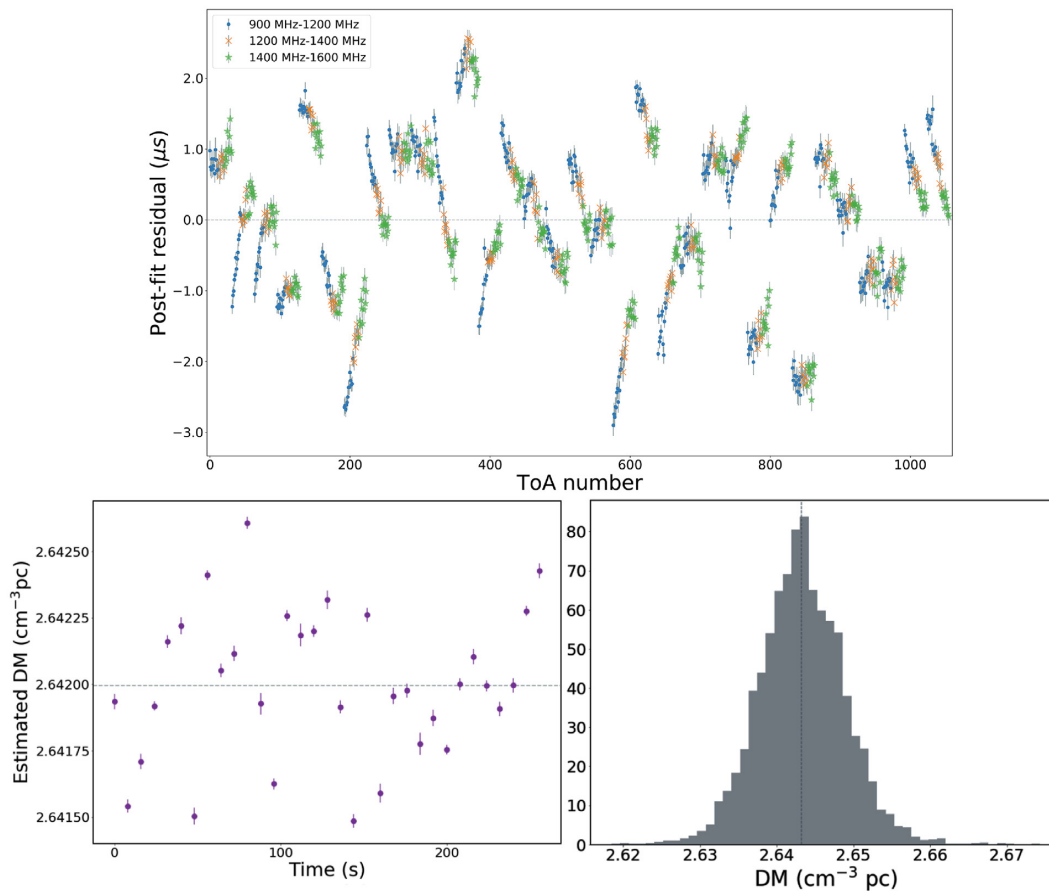 900 MHz-1200 MHz
1200 MHz-1400 MHz
1400 MHz-1600 MHz
2.0
1.0
0.0
−1.0
−2.0
−3.0
Post-fit residual (μs)
0 200 400 600 800 1000
ToA number
2.64250
2.64225
2.64200
2.64175
2.64150
Estimated DM (cm⁻³pc)
0 100 200
Time (s)
80
70
60
50
40
30
20
10
0
2.62 2.63 2.64 2.65 2.66 2.67
DM (cm⁻³ pc)